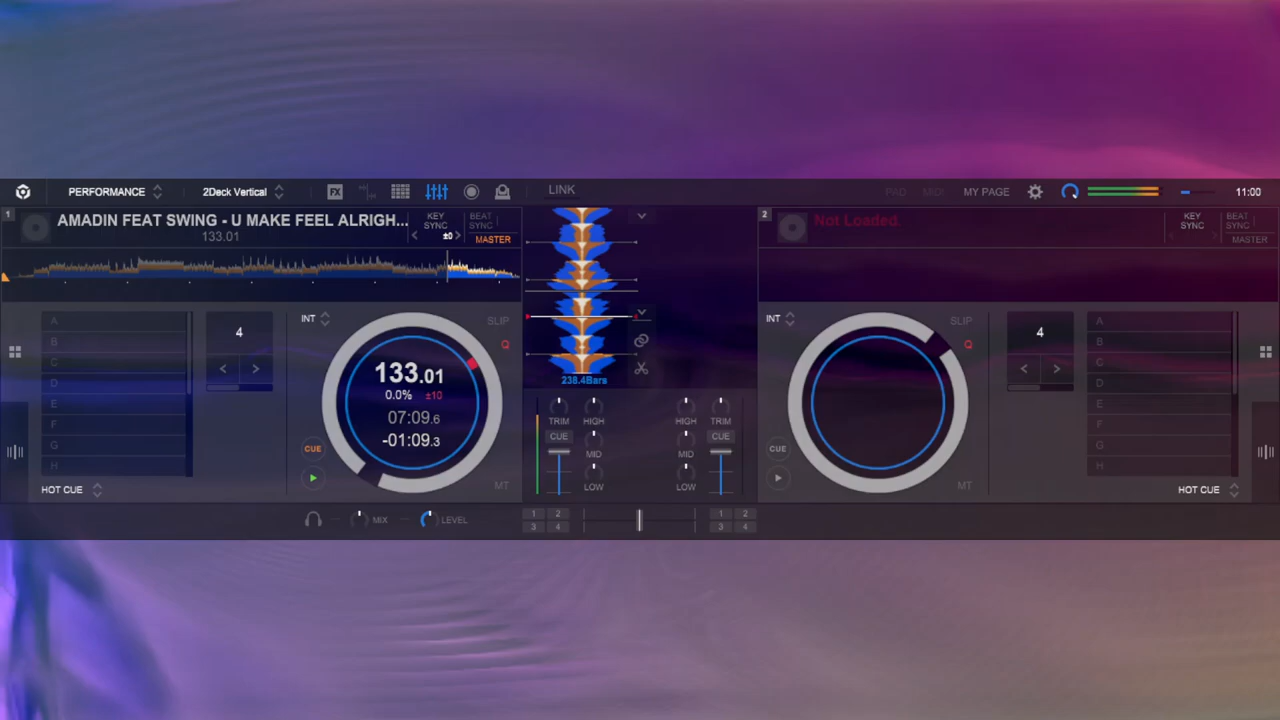 PERFORMANCE 2Deck Vertical FX LINK PAD MIDI MY PAGE 11:00
1 AMADIN FEAT SWING - U MAKE FEEL ALRIGH... KEY SYNC BEAT SYNC 2 Not Loaded. KEY SYNC BEAT SYNC
133.01 ±0 MASTER MASTER
A INT SLIP INT SLIP A
B 4 4 B
C Q Q C
D 133.01 238.4Bars D
E 0.0% ±10 E
F 07:09.6 F
G -01:09.3 G
H H
TRIM HIGH HIGH TRIM
CUE CUE CUE CUE
MID MID
LOW LOW
HOT CUE MT MT HOT CUE
MIX LEVEL
1 2 1 2
3 4 3 4